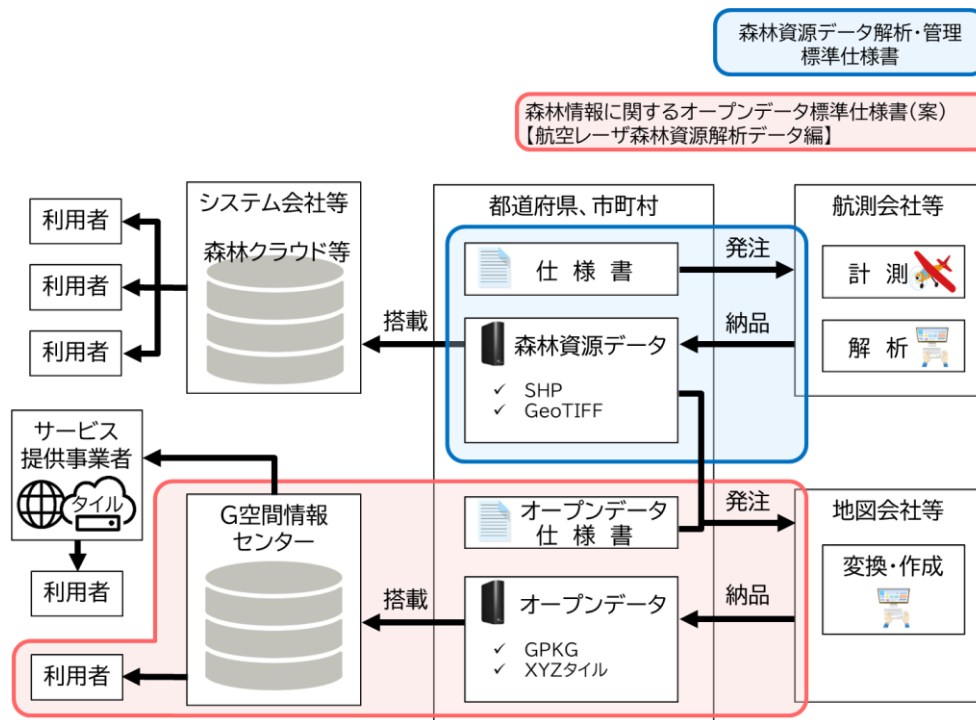 森林資源データ解析・管理
標準仕様書
森林情報に関するオープンデータ標準仕様書(案)
【航空レーザ森林資源解析データ編】
システム会社等
森林クラウド等
利用者
利用者
利用者
搭載
都道府県、市町村
仕様書
発注
森林資源データ
✓ SHP
✓ GeoTIFF
納品
航測会社等
計測
解析
サービス
提供事業者
タイル
利用者
G空間情報
センター
利用者
搭載
オープンデータ
仕様書
発注
オープンデータ
✓ GPKG
✓ XYZタイル
納品
地図会社等
変換・作成